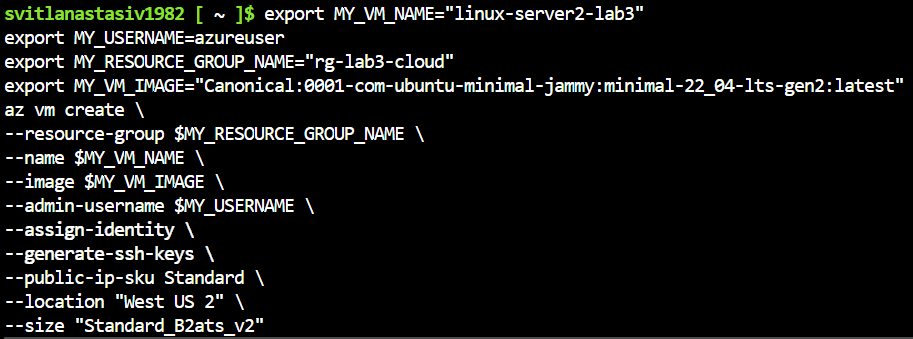 svitlanastasiv1982 [ ~ ]$ export MY_VM_NAME="linux-server2-lab3"
export MY_USERNAME=azureuser
export MY_RESOURCE_GROUP_NAME="rg-lab3-cloud"
export MY_VM_IMAGE="Canonical:0001-com-ubuntu-minimal-jammy:minimal-22_04-lts-gen2:latest"
az vm create \
--resource-group $MY_RESOURCE_GROUP_NAME \
--name $MY_VM_NAME \
--image $MY_VM_IMAGE \
--admin-username $MY_USERNAME \
--assign-identity \
--generate-ssh-keys \
--public-ip-sku Standard \
--location "West US 2" \
--size "Standard_B2ats_v2"